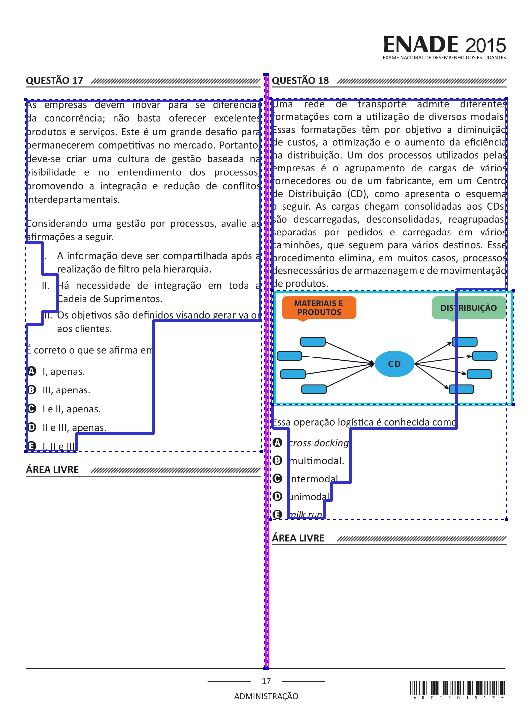 ENADE 2015
EXAME NACIONAL DE DESEMPENHO DOS ESTUDANTES
QUESTÃO 17
As empresas devem inovar para se diferenciar
da concorrência; não basta oferecer excelentes
produtos e serviços. Este é um grande desafio para
permanecerem competitivas no mercado. Portanto,
deve-se criar uma cultura de gestão baseada na
visibilidade e no entendimento dos processos,
promovendo a integração e redução de conflitos
interdepartamentais.
Considerando uma gestão por processos, avalie as
afirmações a seguir.
I. A informação deve ser compartilhada após a
realização de filtro pela hierarquia.
II. Há necessidade de integração em toda a
Cadeia de Suprimentos.
III. Os objetivos são definidos visando gerar valor
aos clientes.
É correto o que se afirma em
A I, apenas.
B III, apenas.
C I e II, apenas.
D II e III, apenas.
E I, II e III.
ÁREA LIVRE
QUESTÃO 18
Uma rede de transporte admite diferentes
formatações com a utilização de diversos modais.
Essas formatações têm por objetivo a diminuição
de custos, a otimização e o aumento da eficiência
na distribuição. Um dos processos utilizados pelas
empresas é o agrupamento de cargas de vários
fornecedores ou de um fabricante, em um Centro
de Distribuição (CD), como apresenta o esquema
a seguir. As cargas chegam consolidadas aos CDs,
são descarregadas, desconsolidadas, reagrupadas,
separadas por pedidos e carregadas em vários
caminhões, que seguem para vários destinos. Esse
procedimento elimina, em muitos casos, processos
desnecessários de armazenagem e de movimentação
de produtos.
MATERIAIS E
PRODUTOS
DISTRIBUIÇÃO
CD
Essa operação logística é conhecida como
A cross docking.
B multimodal.
C intermodal.
D unimodal.
E milk run.
ÁREA LIVRE
17
ADMINISTRAÇÃO